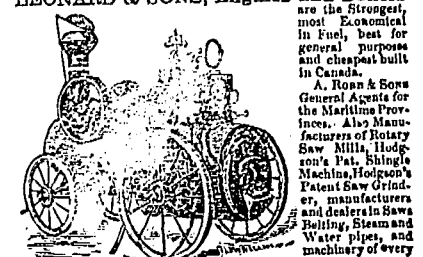 LEONARD & SONS,
are the Strongest,
most Economical
in Fuel, best for
general purposes
and cheapest built
in Canada.
A. ROBB & SONS
General Agents for
the Maritime Prov-
inces. Also Manu-
facturers of Rotary
Saw Mills, Hodg-
son's Pat. Shingle
Machine, Hodgson's
Patent Saw Grind-
er, manufacturers
and dealers in Saws
Belting, Steam and
Water pipes, and
machinery of every